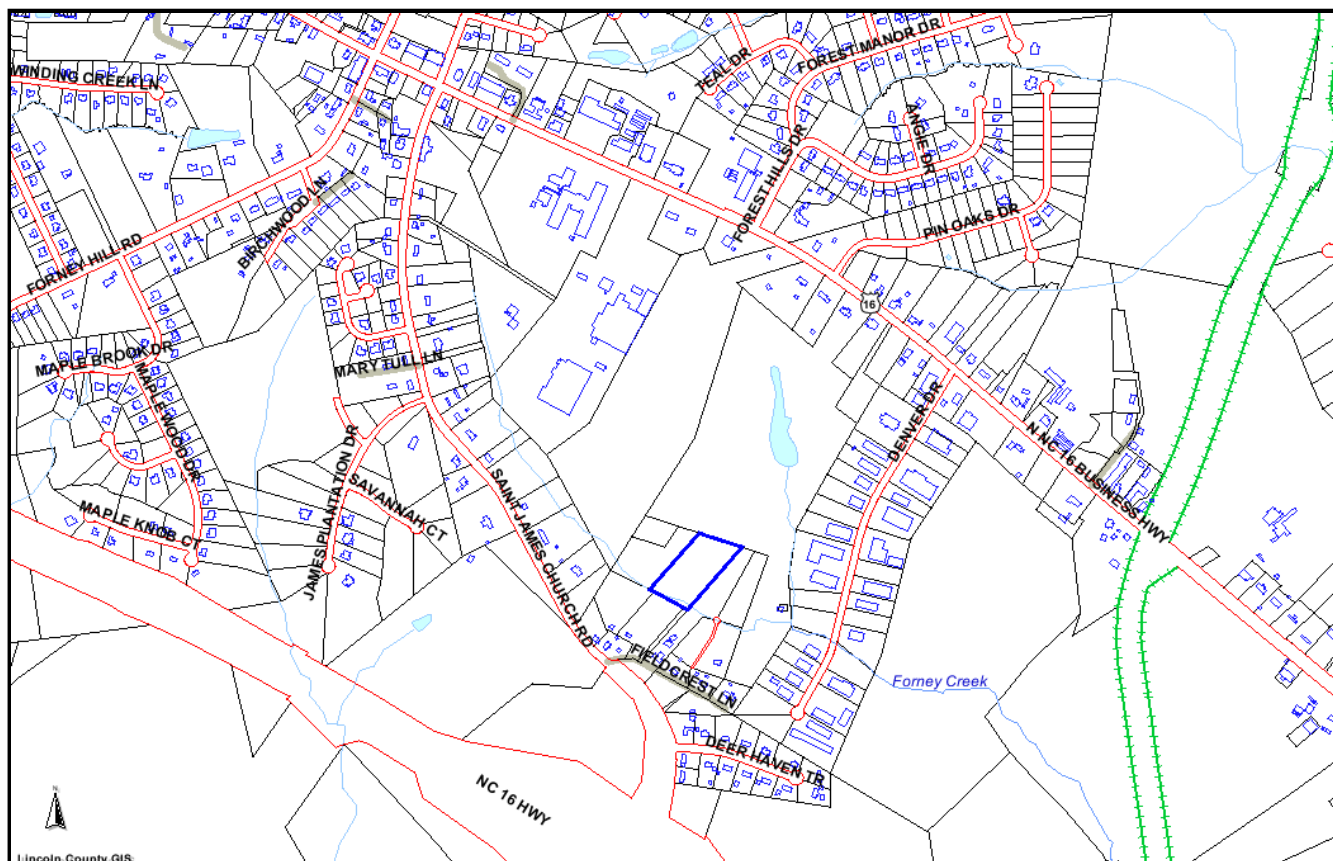 WINDING CREEK LN
TEAL DR
FOREST MANOR DR
ANGIE DR
FOREST HILLS DR
PIN OAKS DR
BIRCHWOOD LN
FORNEY HILL RD
16
MAPLE BROOK DR
MARY TULL LN
MAPLEWOOD DR
DENVER DR
N NC 16 BUSINESS HWY
JAMES PLANTATION DR
SAVANNAH CT
SAINT JAMES CHURCH RD
MAPLE KNOB CT
FIELDCREST LN
Forney Creek
DEER HAVEN TR
NC 16 HWY
N
Lincoln County GIS